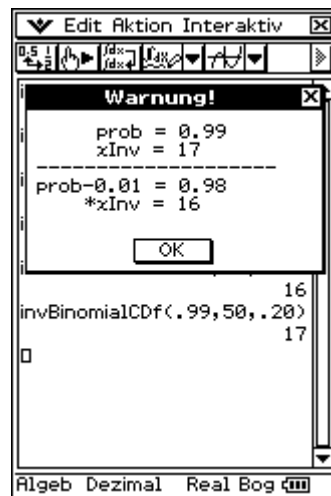 Edit Aktion Interaktiv
Warnung!
prob = 0.99
xInv = 17
prob-0.01 = 0.98
*xInv = 16
OK
16
invBinomialCDf(.99,50,.20)
17
Algeb Dezimal Real Bog